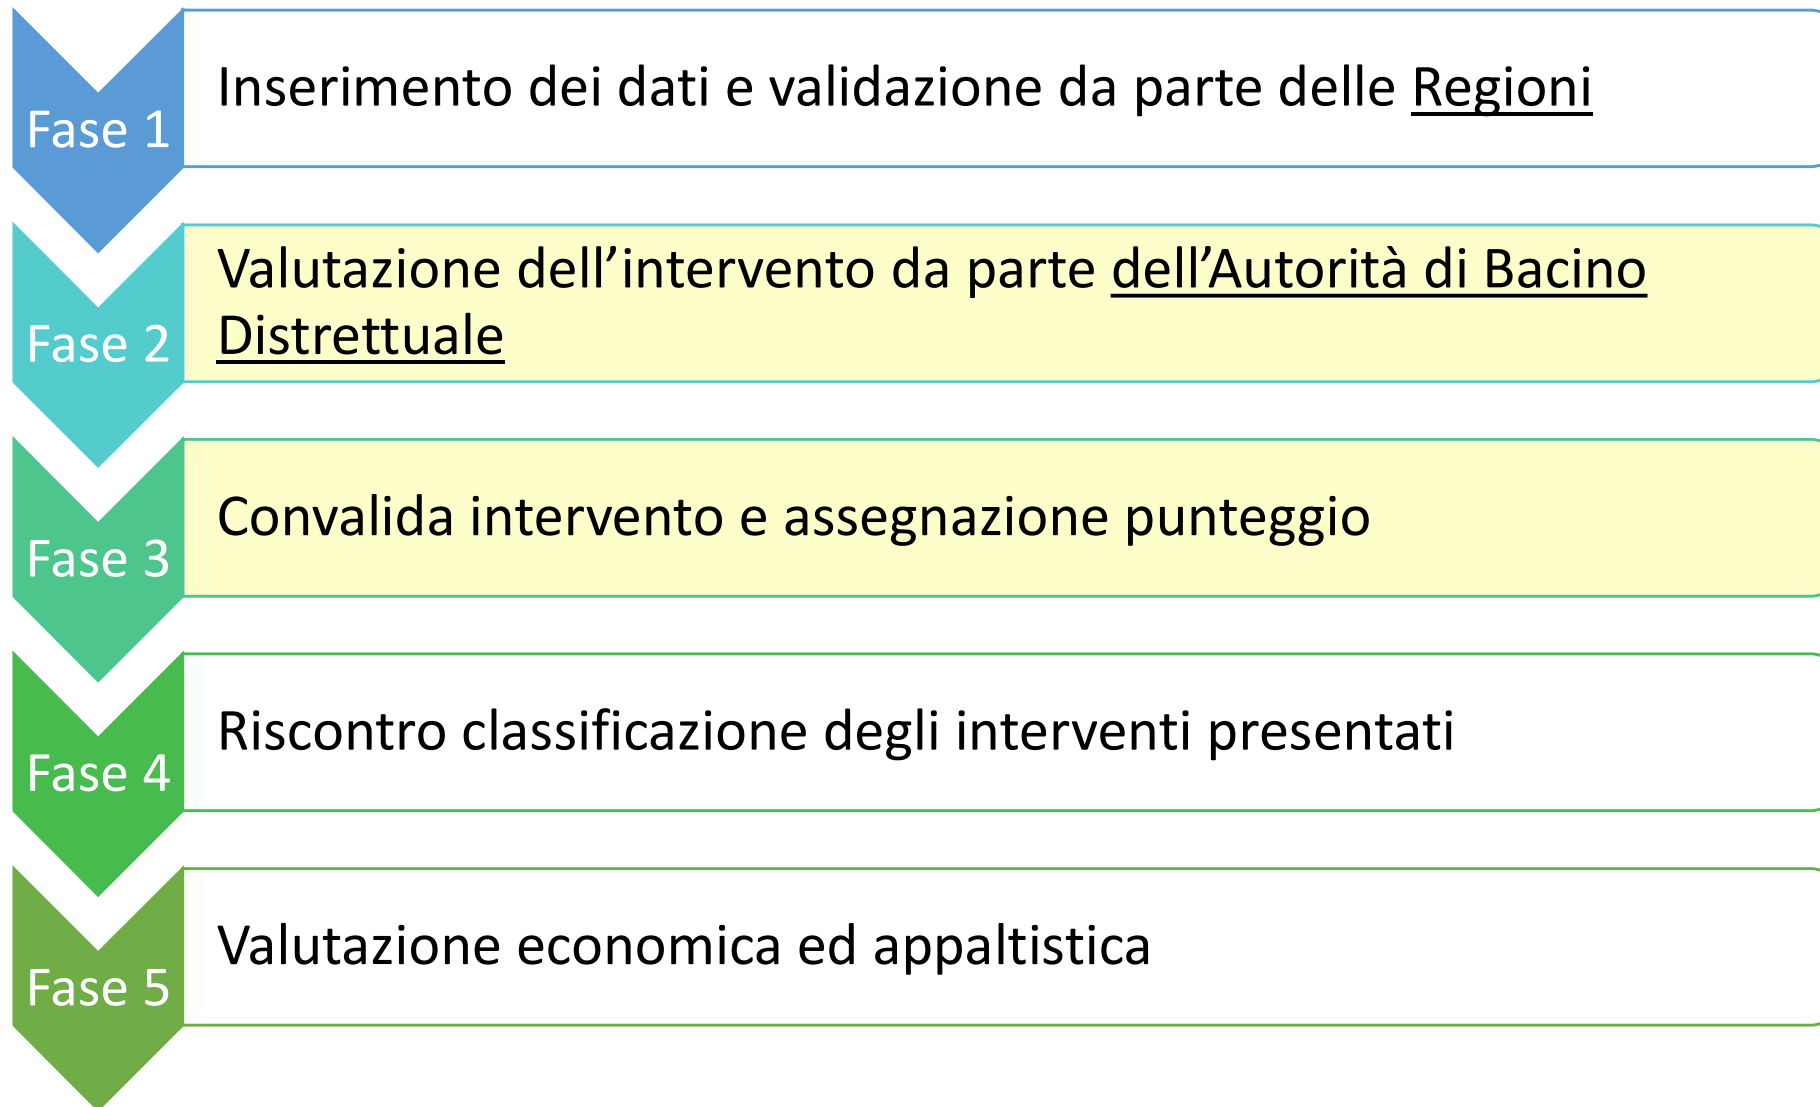 Fase 1
Inserimento dei dati e validazione da parte delle Regioni
Fase 2
Valutazione dell’intervento da parte dell’Autorità di Bacino
Distrettuale
Fase 3
Convalida intervento e assegnazione punteggio
Fase 4
Riscontro classificazione degli interventi presentati
Fase 5
Valutazione economica ed appaltistica